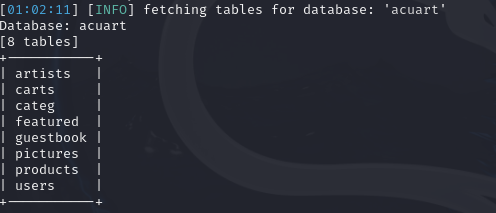 [01:02:11] [INFO] fetching tables for database: 'acuart'
Database: acuart
[8 tables]
+-----------+
| artists   |
| carts     |
| categ     |
| featured  |
| guestbook |
| pictures  |
| products  |
| users     |
+-----------+